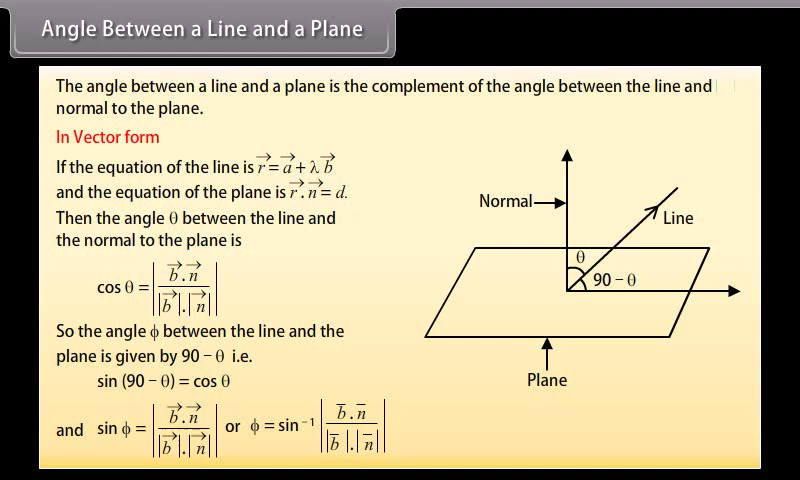 Angle Between a Line and a Plane
The angle between a line and a plane is the complement of the angle between the line and
normal to the plane.
In Vector form
If the equation of the line is r⃗ = a⃗ + λ b⃗
and the equation of the plane is r⃗ . n⃗ = d.
Then the angle θ between the line and
the normal to the plane is
cos θ = | b⃗ . n⃗ / |b⃗| . |n⃗| |
So the angle ϕ between the line and the
plane is given by 90 – θ i.e.
sin (90 – θ) = cos θ
and sin ϕ = | b⃗ . n⃗ / |b⃗| . |n⃗| | or ϕ = sin⁻¹ | b̅ . n̅ / |b̅| . |n̅| |
Normal
Line
θ
90 – θ
Plane